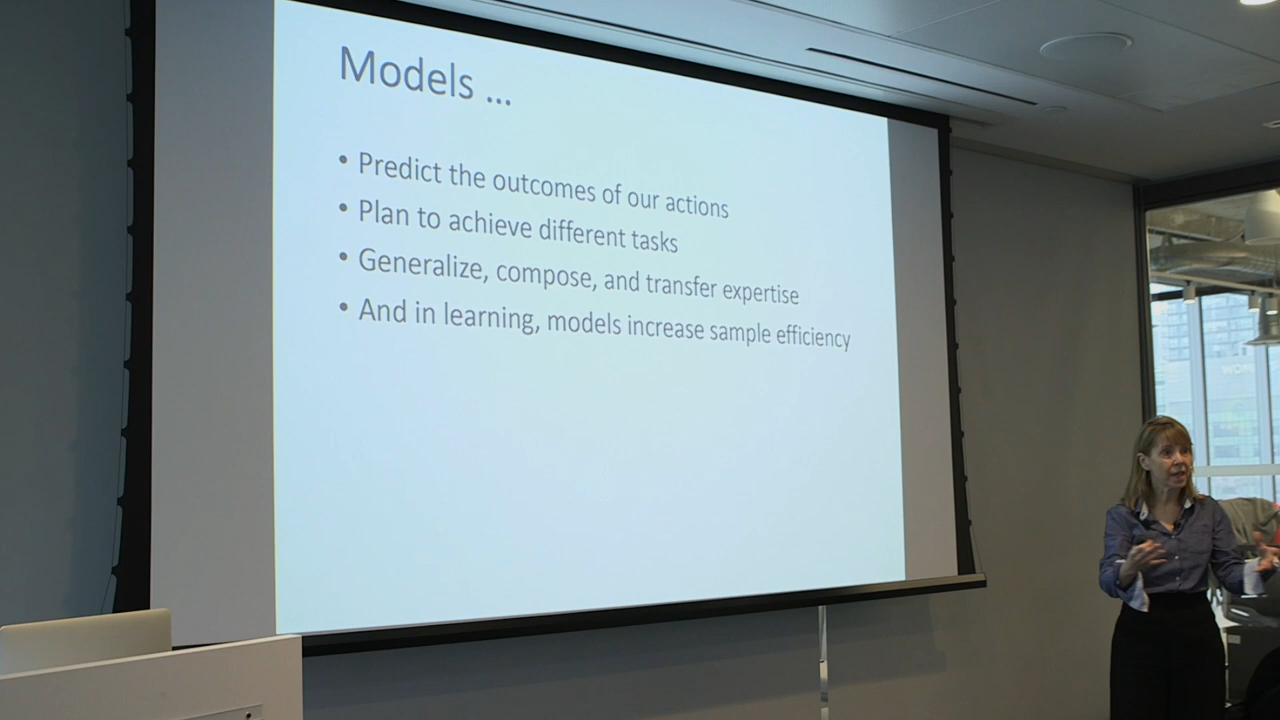 Models ...
• Predict the outcomes of our actions
• Plan to achieve different tasks
• Generalize, compose, and transfer expertise
• And in learning, models increase sample efficiency